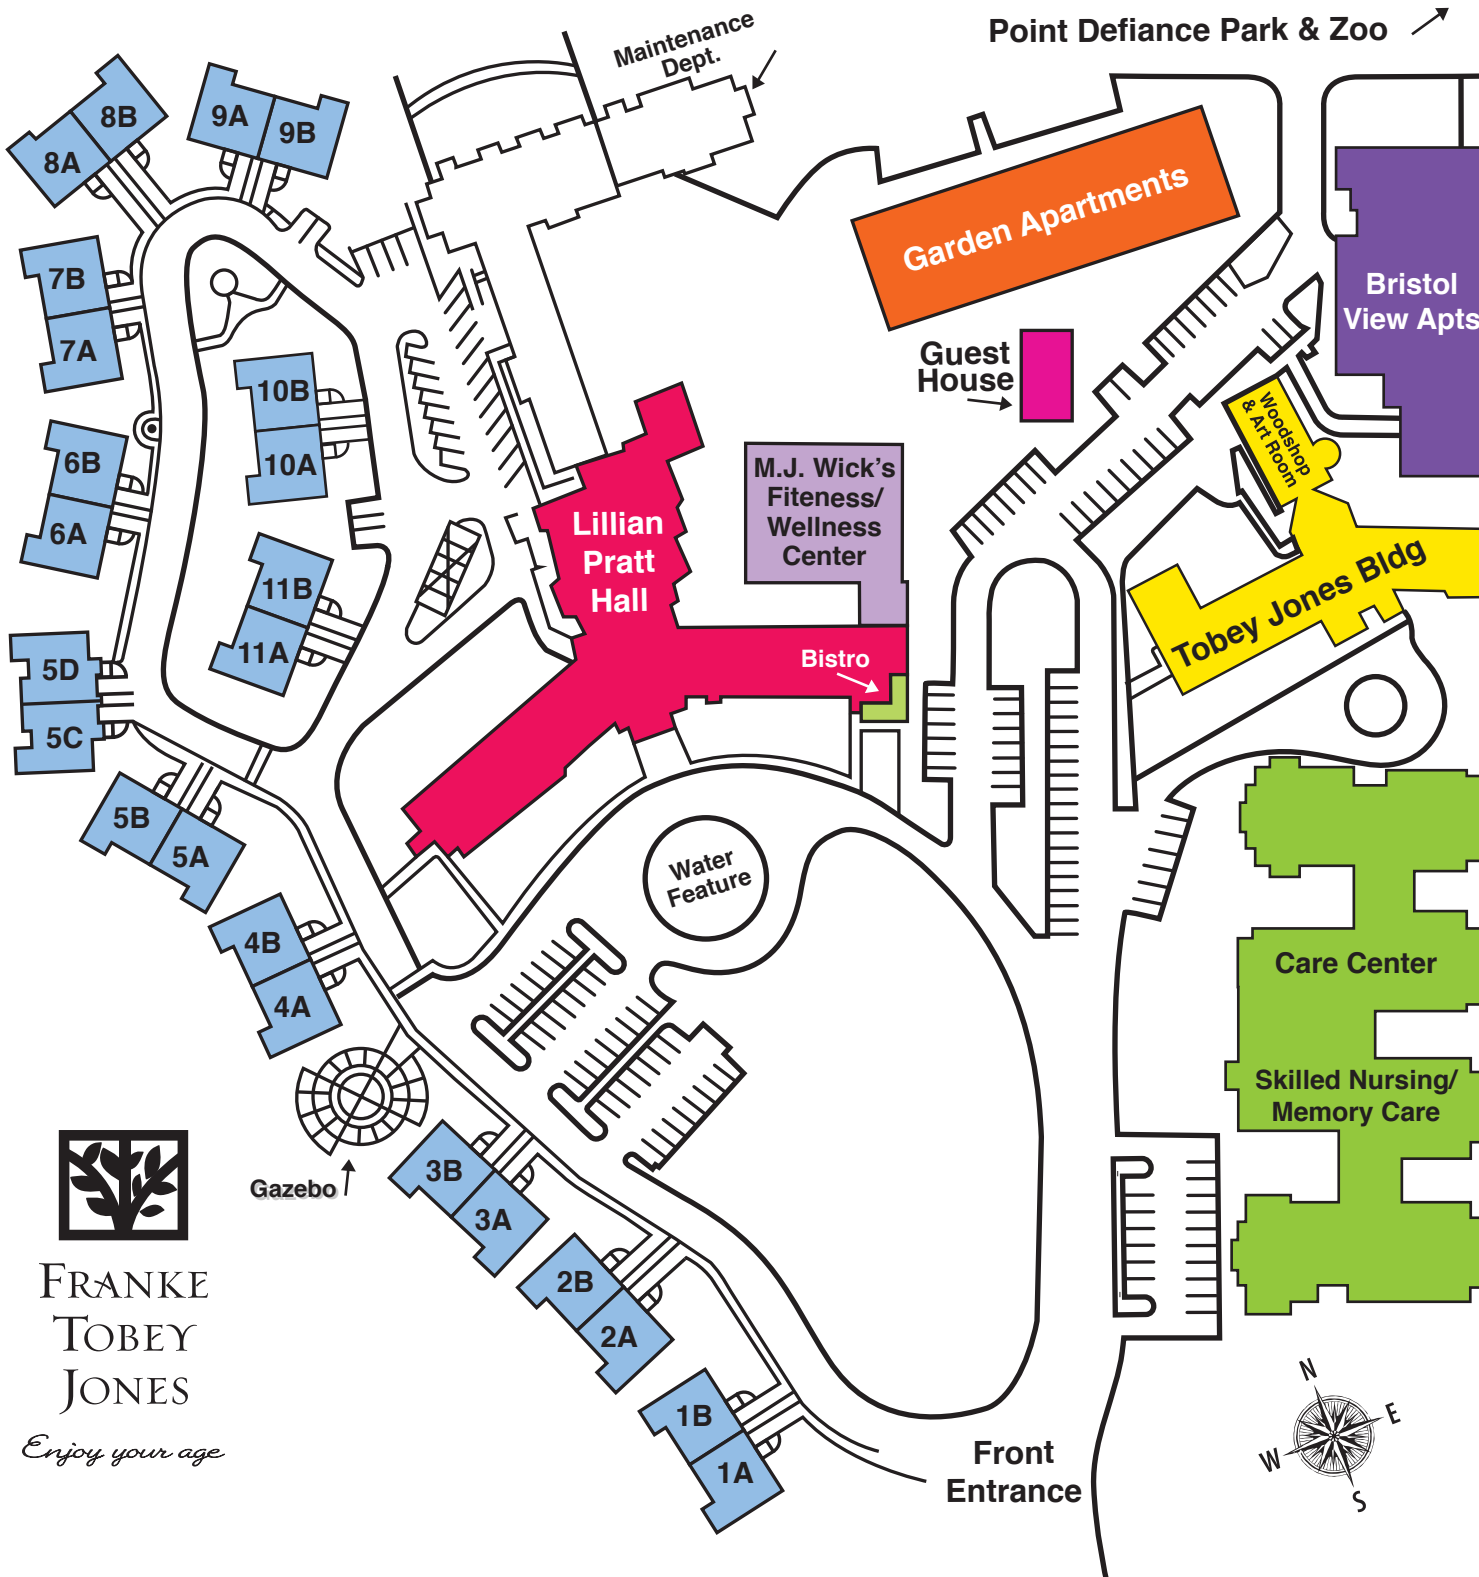 Point Defiance Park & Zoo
Maintenance
Dept.
8B
8A
9A
9B
Garden Apartments
7B
7A
Bristol
View Apts
Guest
House
10B
10A
Woodshop
& Art Room
6B
6A
M.J. Wick's
Fiteness/
Wellness
Center
Lillian
Pratt
Hall
Tobey Jones Bldg
11B
11A
Bistro
5D
5C
5B
5A
Water
Feature
4B
4A
Care Center
Skilled Nursing/
Memory Care
Gazebo
3B
3A
2B
2A
1B
1A
Front
Entrance
N
E
W
S
FRANKE
TOBEY
JONES
Enjoy your age